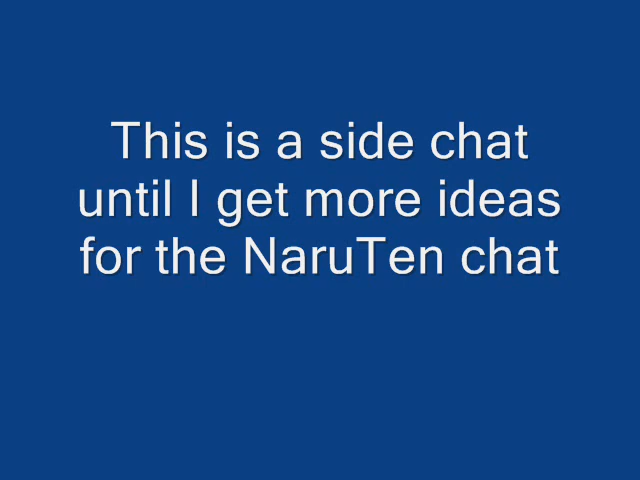 This is a side chat
until I get more ideas
for the NaruTen chat